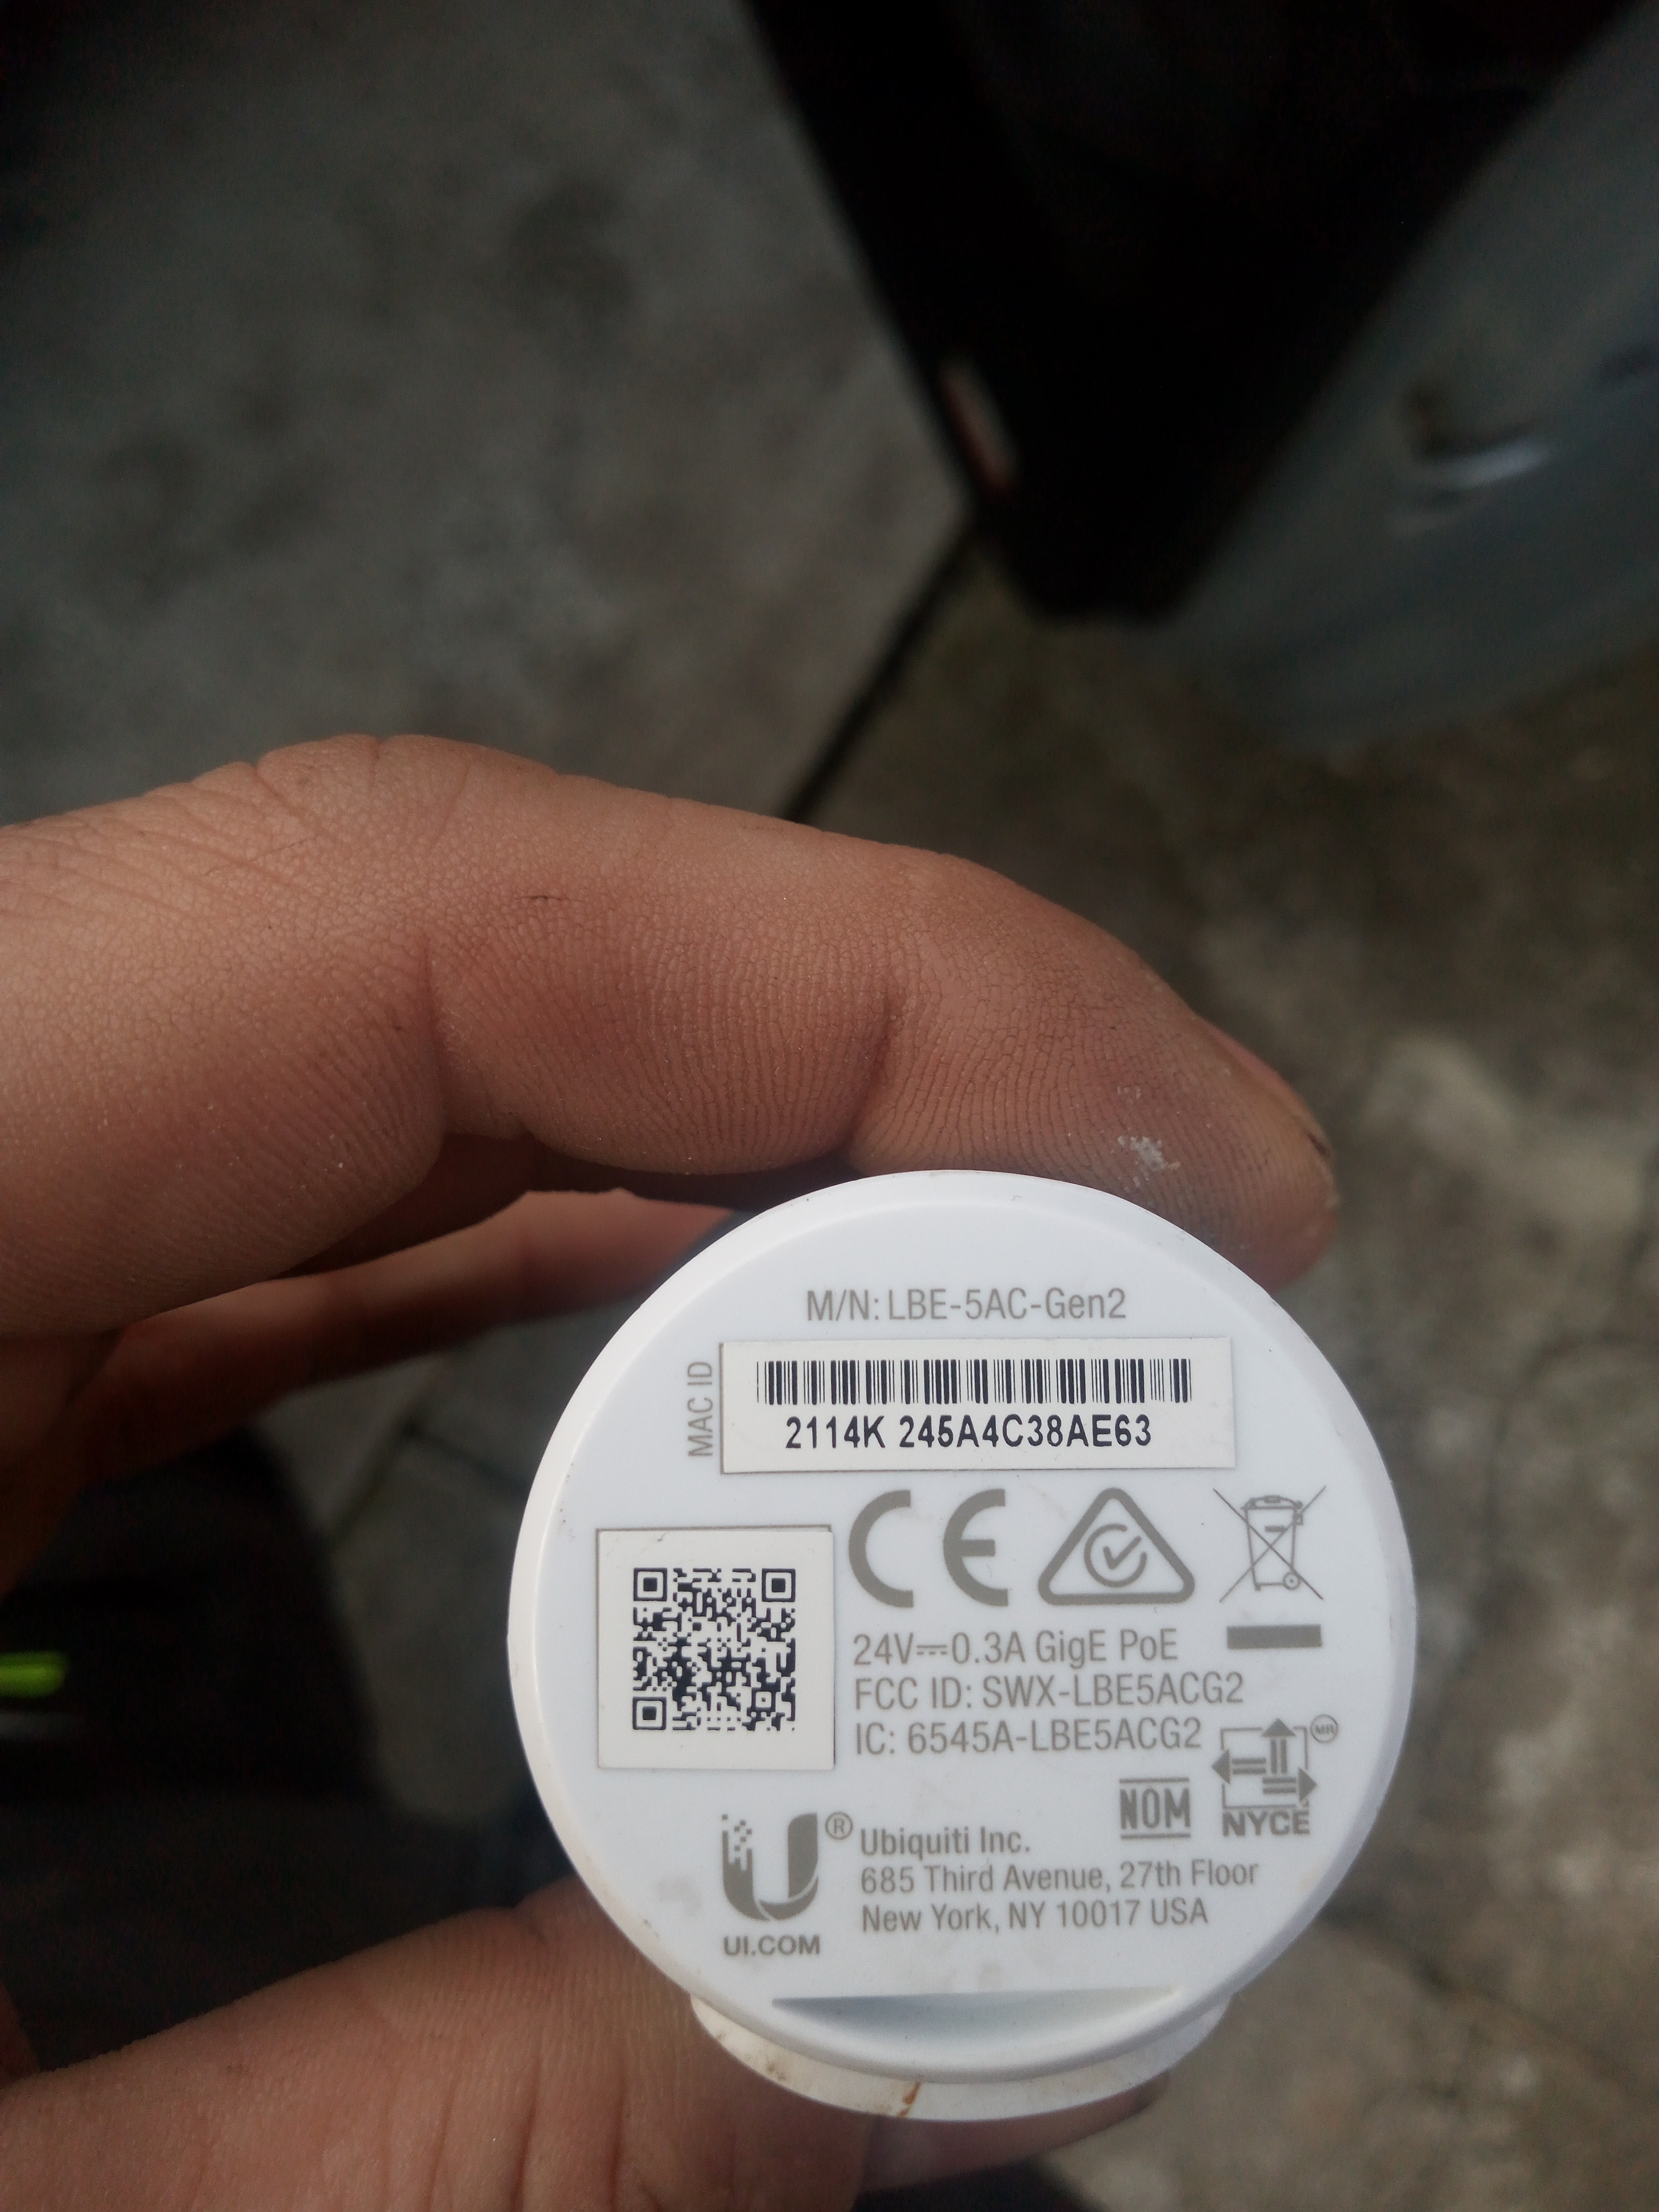 M/N: LBE-5AC-Gen2
MAC ID
2114K 245A4C38AE63
CE
24V⎓0.3A GigE PoE
FCC ID: SWX-LBE5ACG2
IC: 6545A-LBE5ACG2
MR
NOM
NYCE
U®
Ubiquiti Inc.
685 Third Avenue, 27th Floor
New York, NY 10017 USA
UI.COM